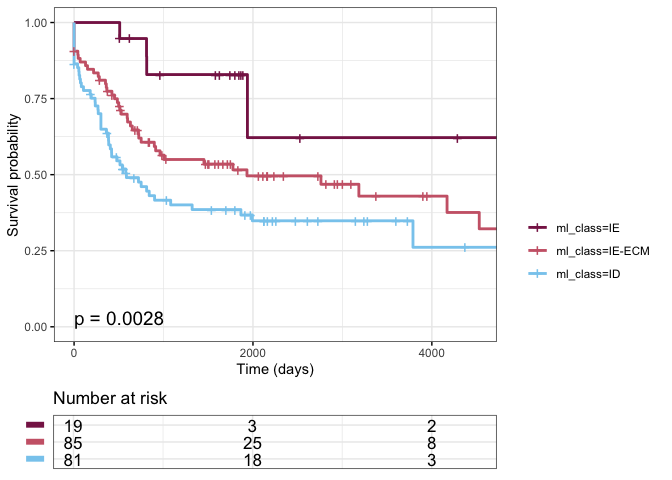 1.00
0.75
0.50
0.25
0.00
Survival probability
p = 0.0028
0 2000 4000
Time (days)
ml_class=IE
ml_class=IE-ECM
ml_class=ID
Number at risk
19 3 2
85 25 8
81 18 3